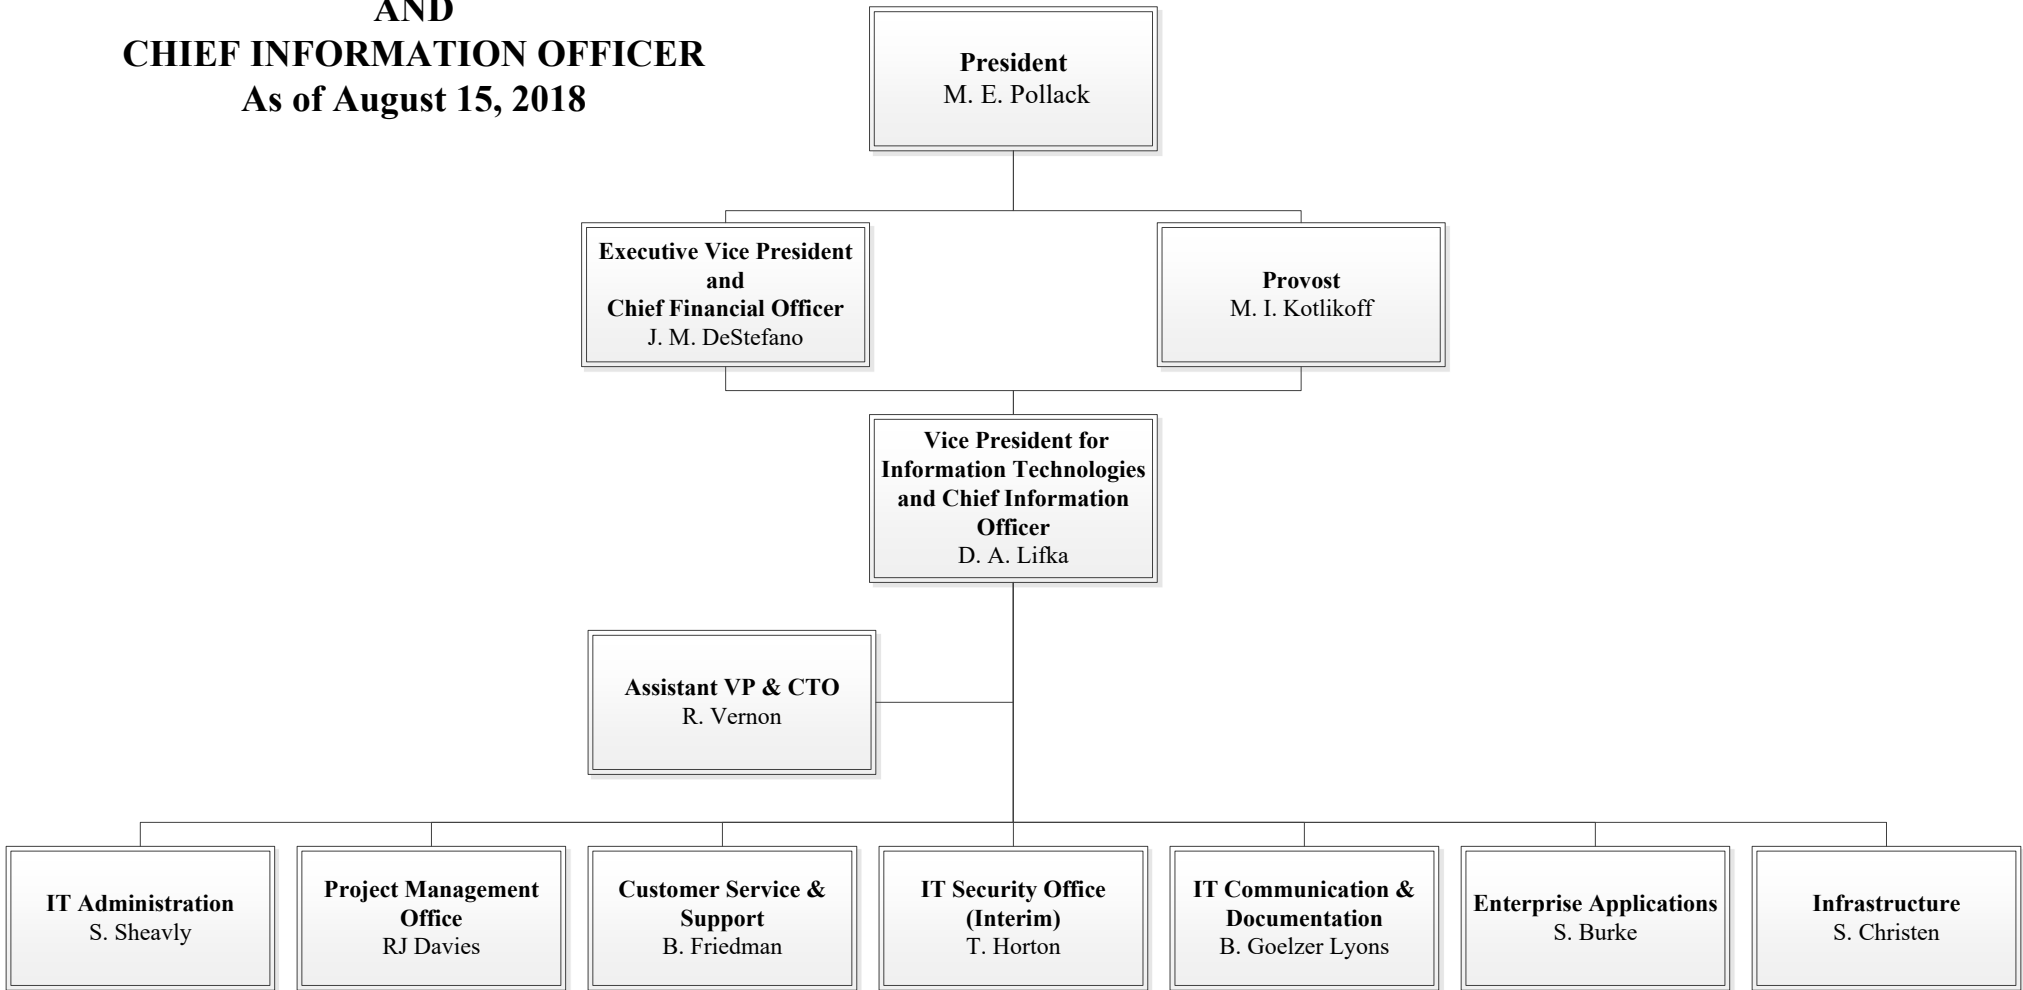 AND
CHIEF INFORMATION OFFICER
As of August 15, 2018
President
M. E. Pollack
Executive Vice President
and
Chief Financial Officer
J. M. DeStefano
Provost
M. I. Kotlikoff
Vice President for
Information Technologies
and Chief Information
Officer
D. A. Lifka
Assistant VP & CTO
R. Vernon
IT Administration
S. Sheavly
Project Management
Office
RJ Davies
Customer Service &
Support
B. Friedman
IT Security Office
(Interim)
T. Horton
IT Communication &
Documentation
B. Goelzer Lyons
Enterprise Applications
S. Burke
Infrastructure
S. Christen